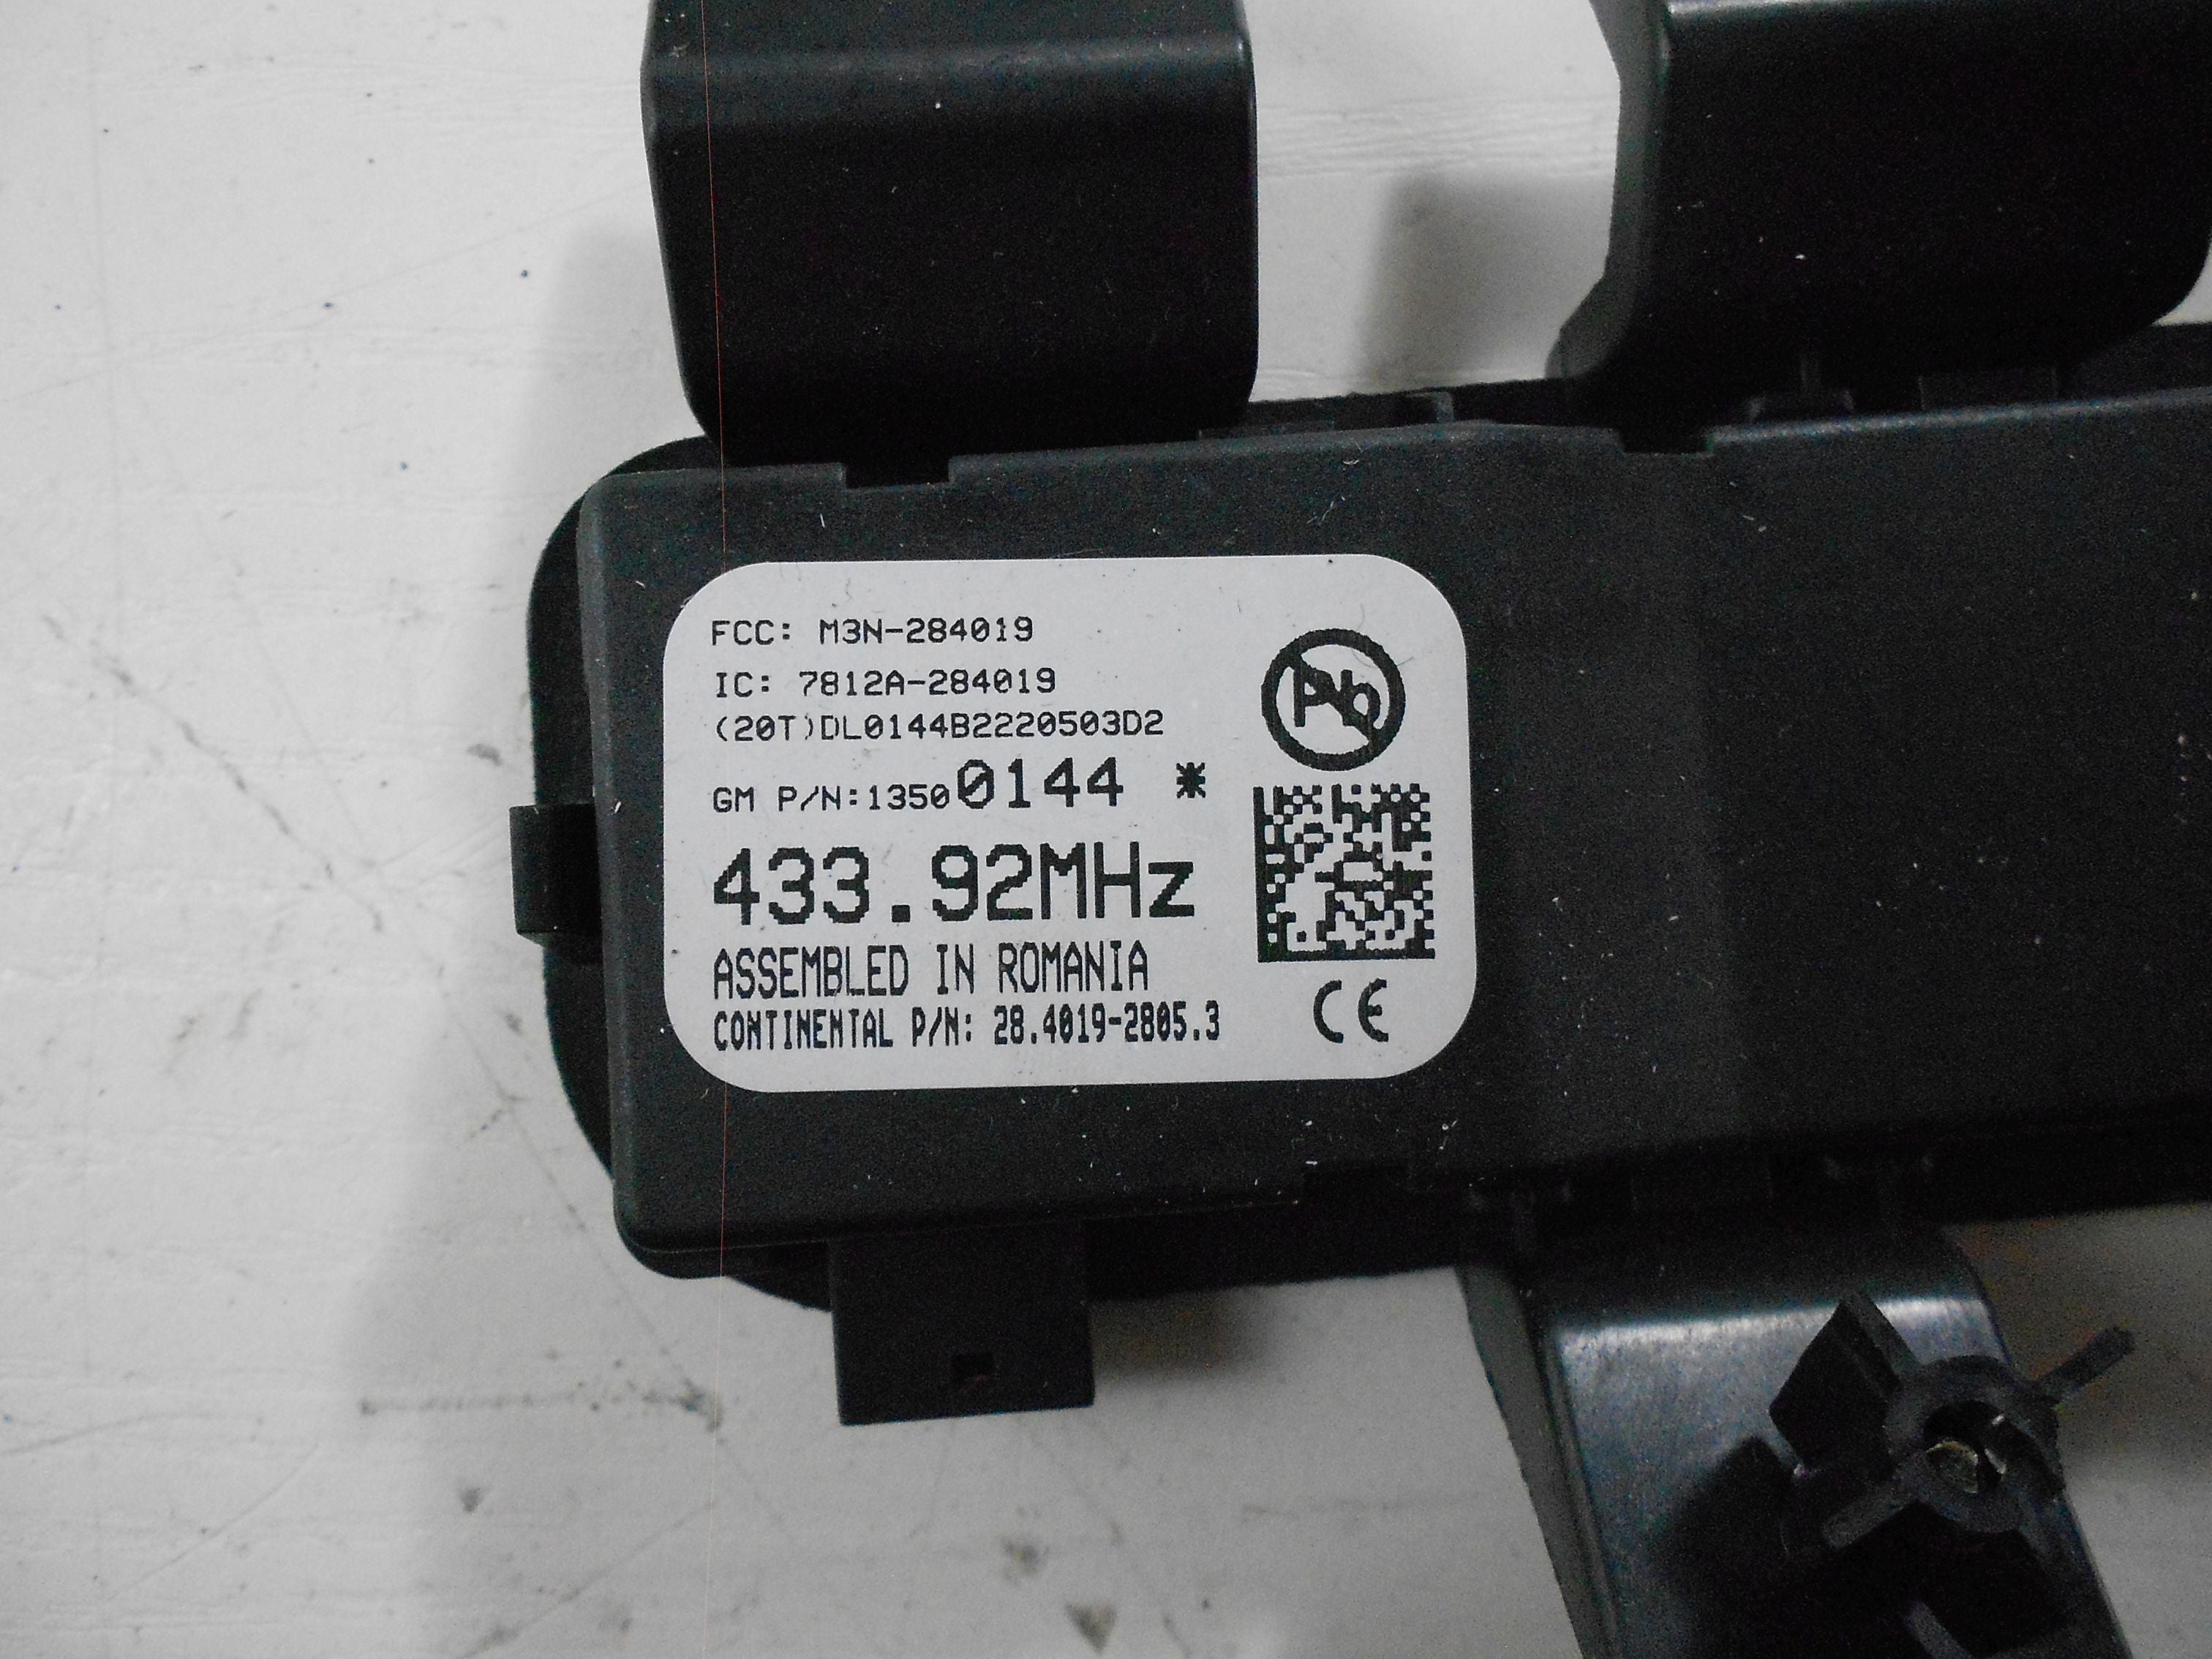 FCC: M3N-284019
IC: 7812A-284019
(20T)DL0144B2220503D2
GM P/N:13500144 *
433.92MHz
ASSEMBLED IN ROMANIA
CONTINENTAL P/N: 28.4019-2805.3
Pb
CE